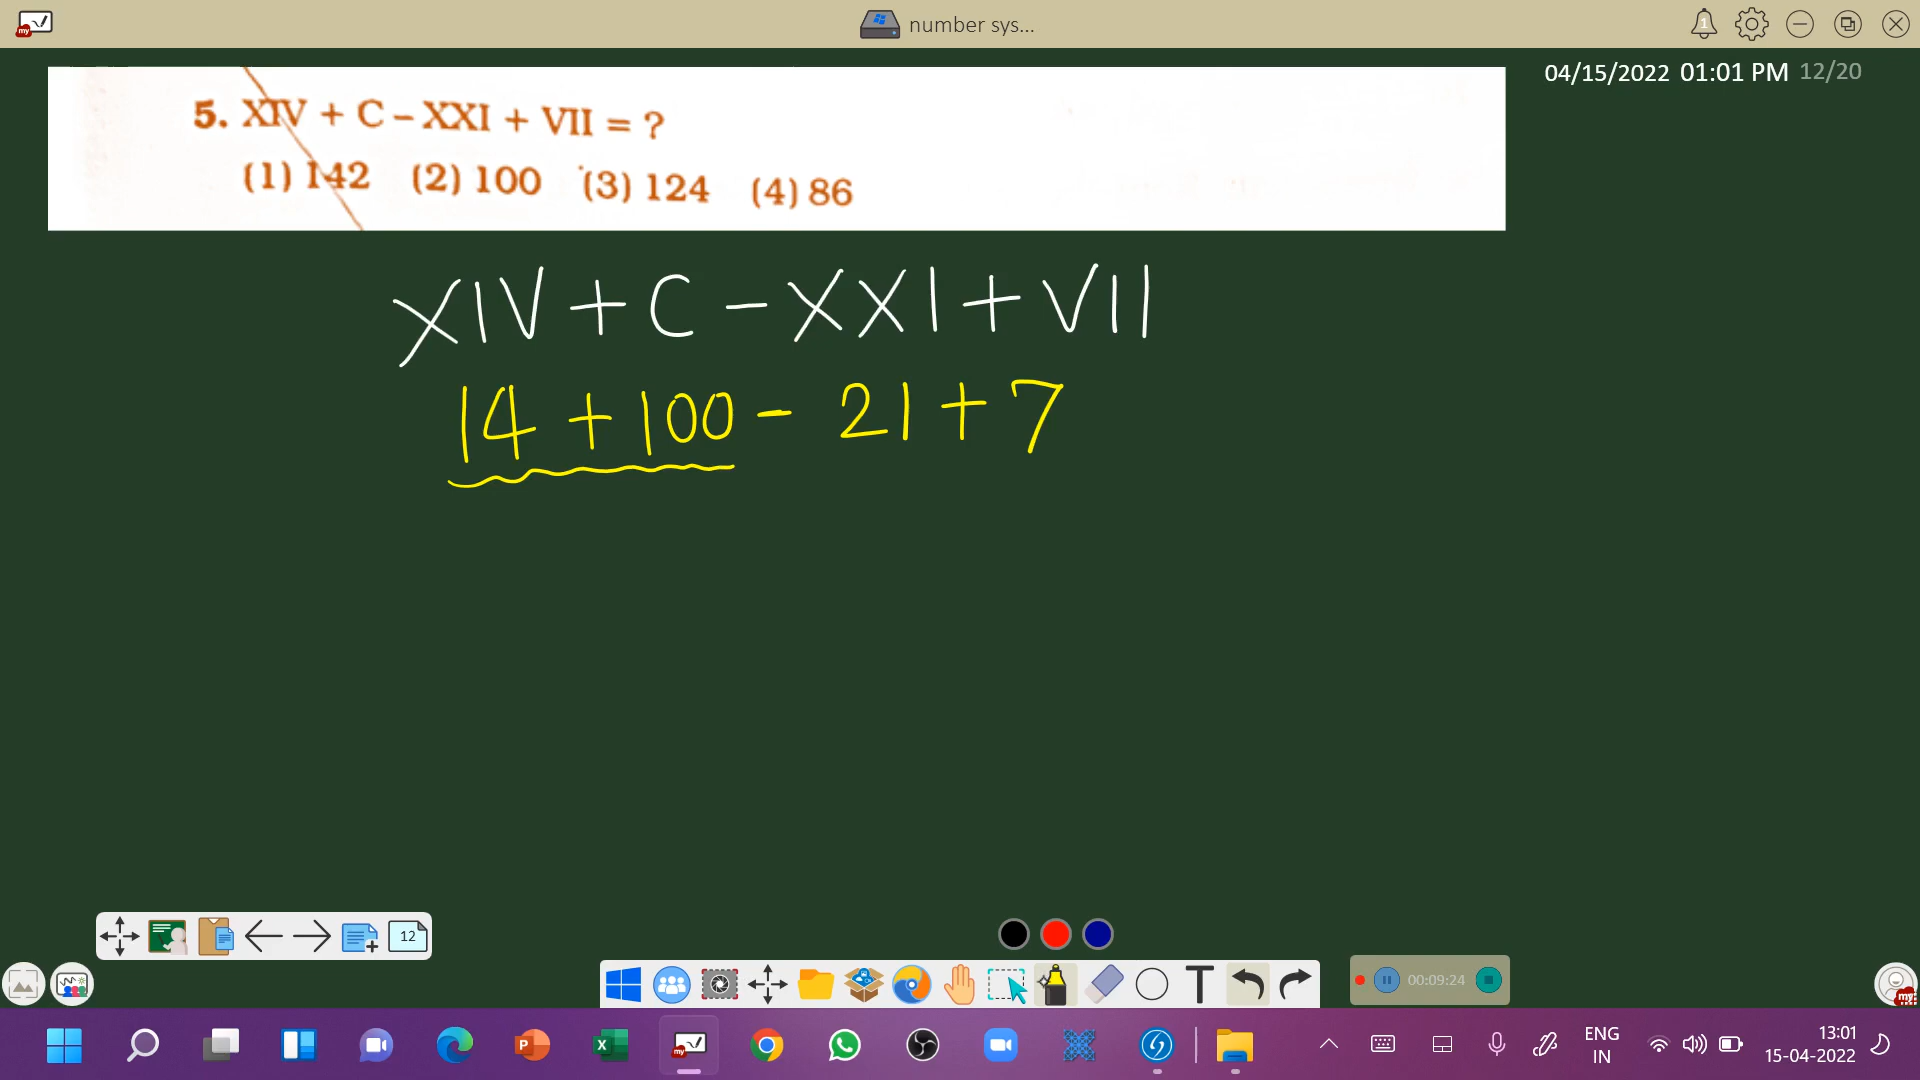 number sys...
1
04/15/2022 01:01 PM 12/20
5. XIV + C – XXI + VII = ?
(1) 142 (2) 100 (3) 124 (4) 86
XIV + C - XXI + VII
14 + 100 - 21 + 7
12
T
00:09:24
my
ENG
IN
13:01
15-04-2022